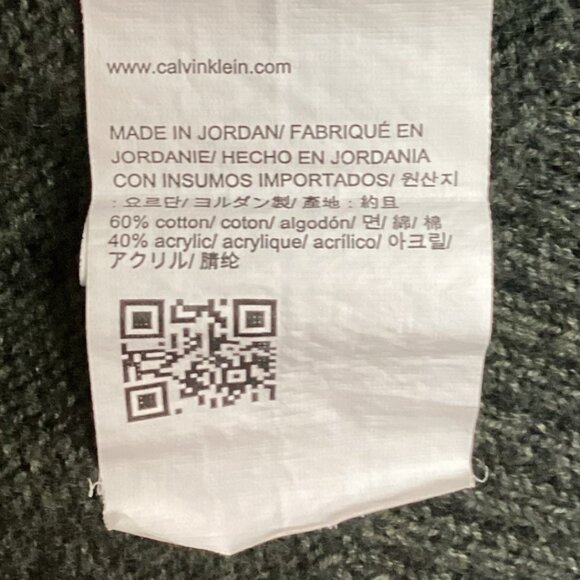 www.calvinklein.com
MADE IN JORDAN/ FABRIQUÉ EN
JORDANIE/ HECHO EN JORDANIA
CON INSUMOS IMPORTADOS/ 원산지
: 요르단/ ヨルダン製/ 產地 : 約旦
60% cotton/ coton/ algodón/ 면/ 綿/ 棉
40% acrylic/ acrylique/ acrílico/ 아크릴/
アクリル/ 腈纶